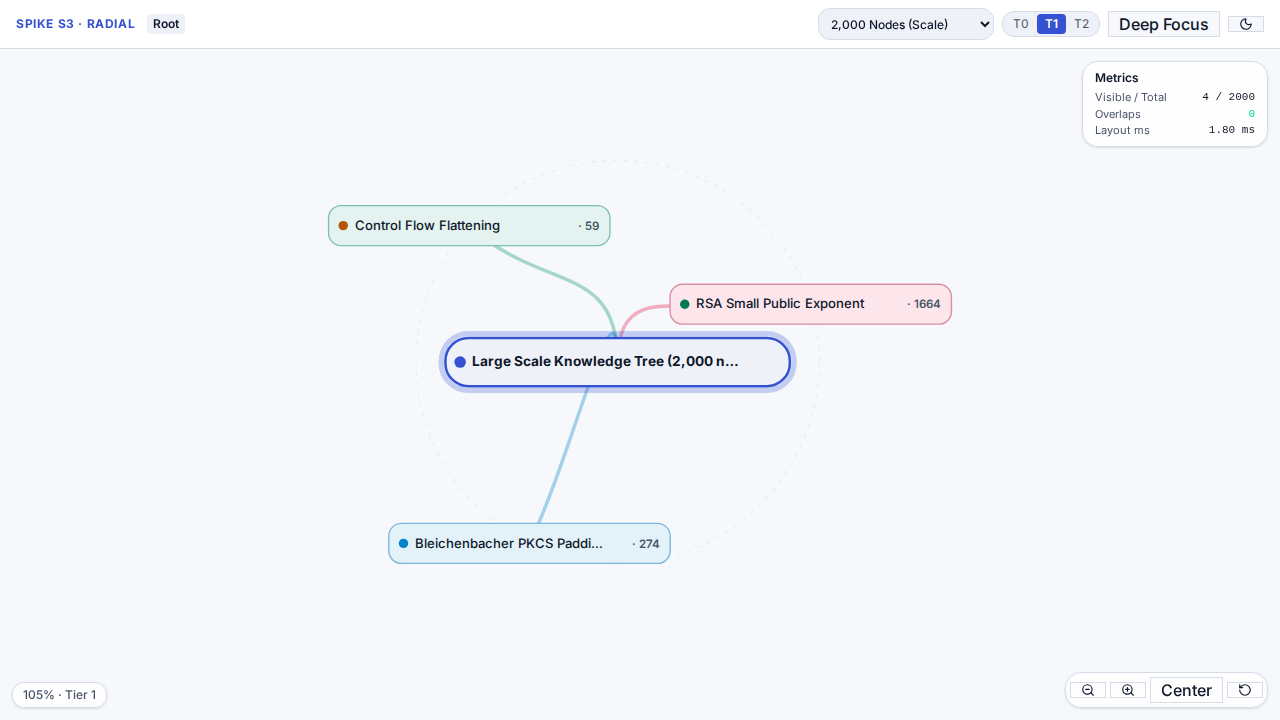 SPIKE S3 · RADIAL Root 2,000 Nodes (Scale) T0 T1 T2 Deep Focus
Metrics
Visible / Total 4 / 2000
Overlaps 0
Layout ms 1.80 ms
Control Flow Flattening · 59
RSA Small Public Exponent · 1664
Large Scale Knowledge Tree (2,000 n...
Bleichenbacher PKCS Paddi... · 274
105% · Tier 1 Center